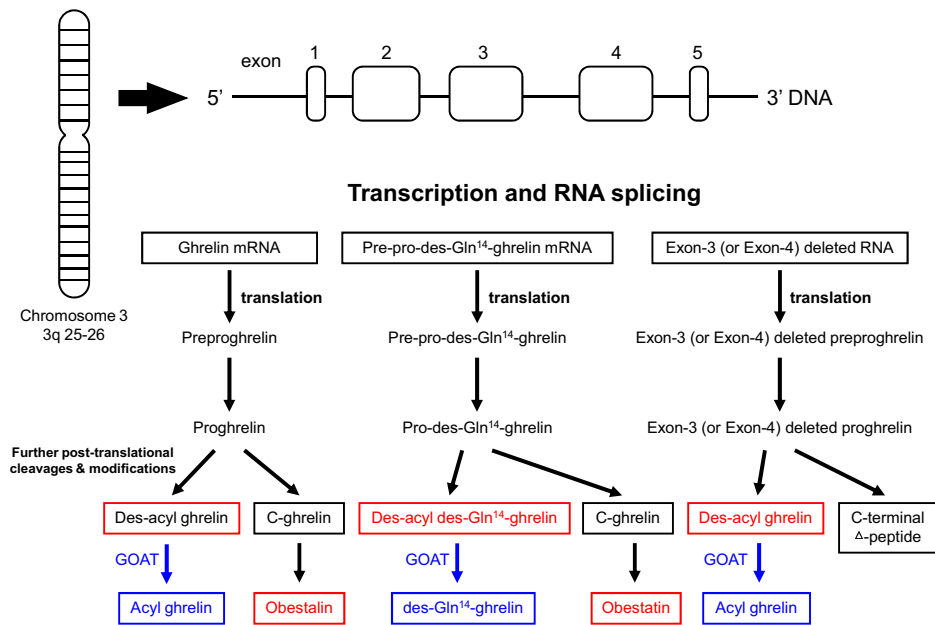 exon
1 2 3 4 5
5’ 3’ DNA
Transcription and RNA splicing
Chromosome 3
3q 25-26
Ghrelin mRNA
translation
Preproghrelin
Proghrelin
Further post-translational
cleavages & modifications
Des-acyl ghrelin
GOAT
Acyl ghrelin
C-ghrelin
Obestalin
Pre-pro-des-Gln¹⁴-ghrelin mRNA
translation
Pre-pro-des-Gln¹⁴-ghrelin
Pro-des-Gln¹⁴-ghrelin
Des-acyl des-Gln¹⁴-ghrelin
GOAT
des-Gln¹⁴-ghrelin
C-ghrelin
Obestatin
Exon-3 (or Exon-4) deleted RNA
translation
Exon-3 (or Exon-4) deleted preproghrelin
Exon-3 (or Exon-4) deleted proghrelin
Des-acyl ghrelin
GOAT
Acyl ghrelin
C-terminal
Δ-peptide